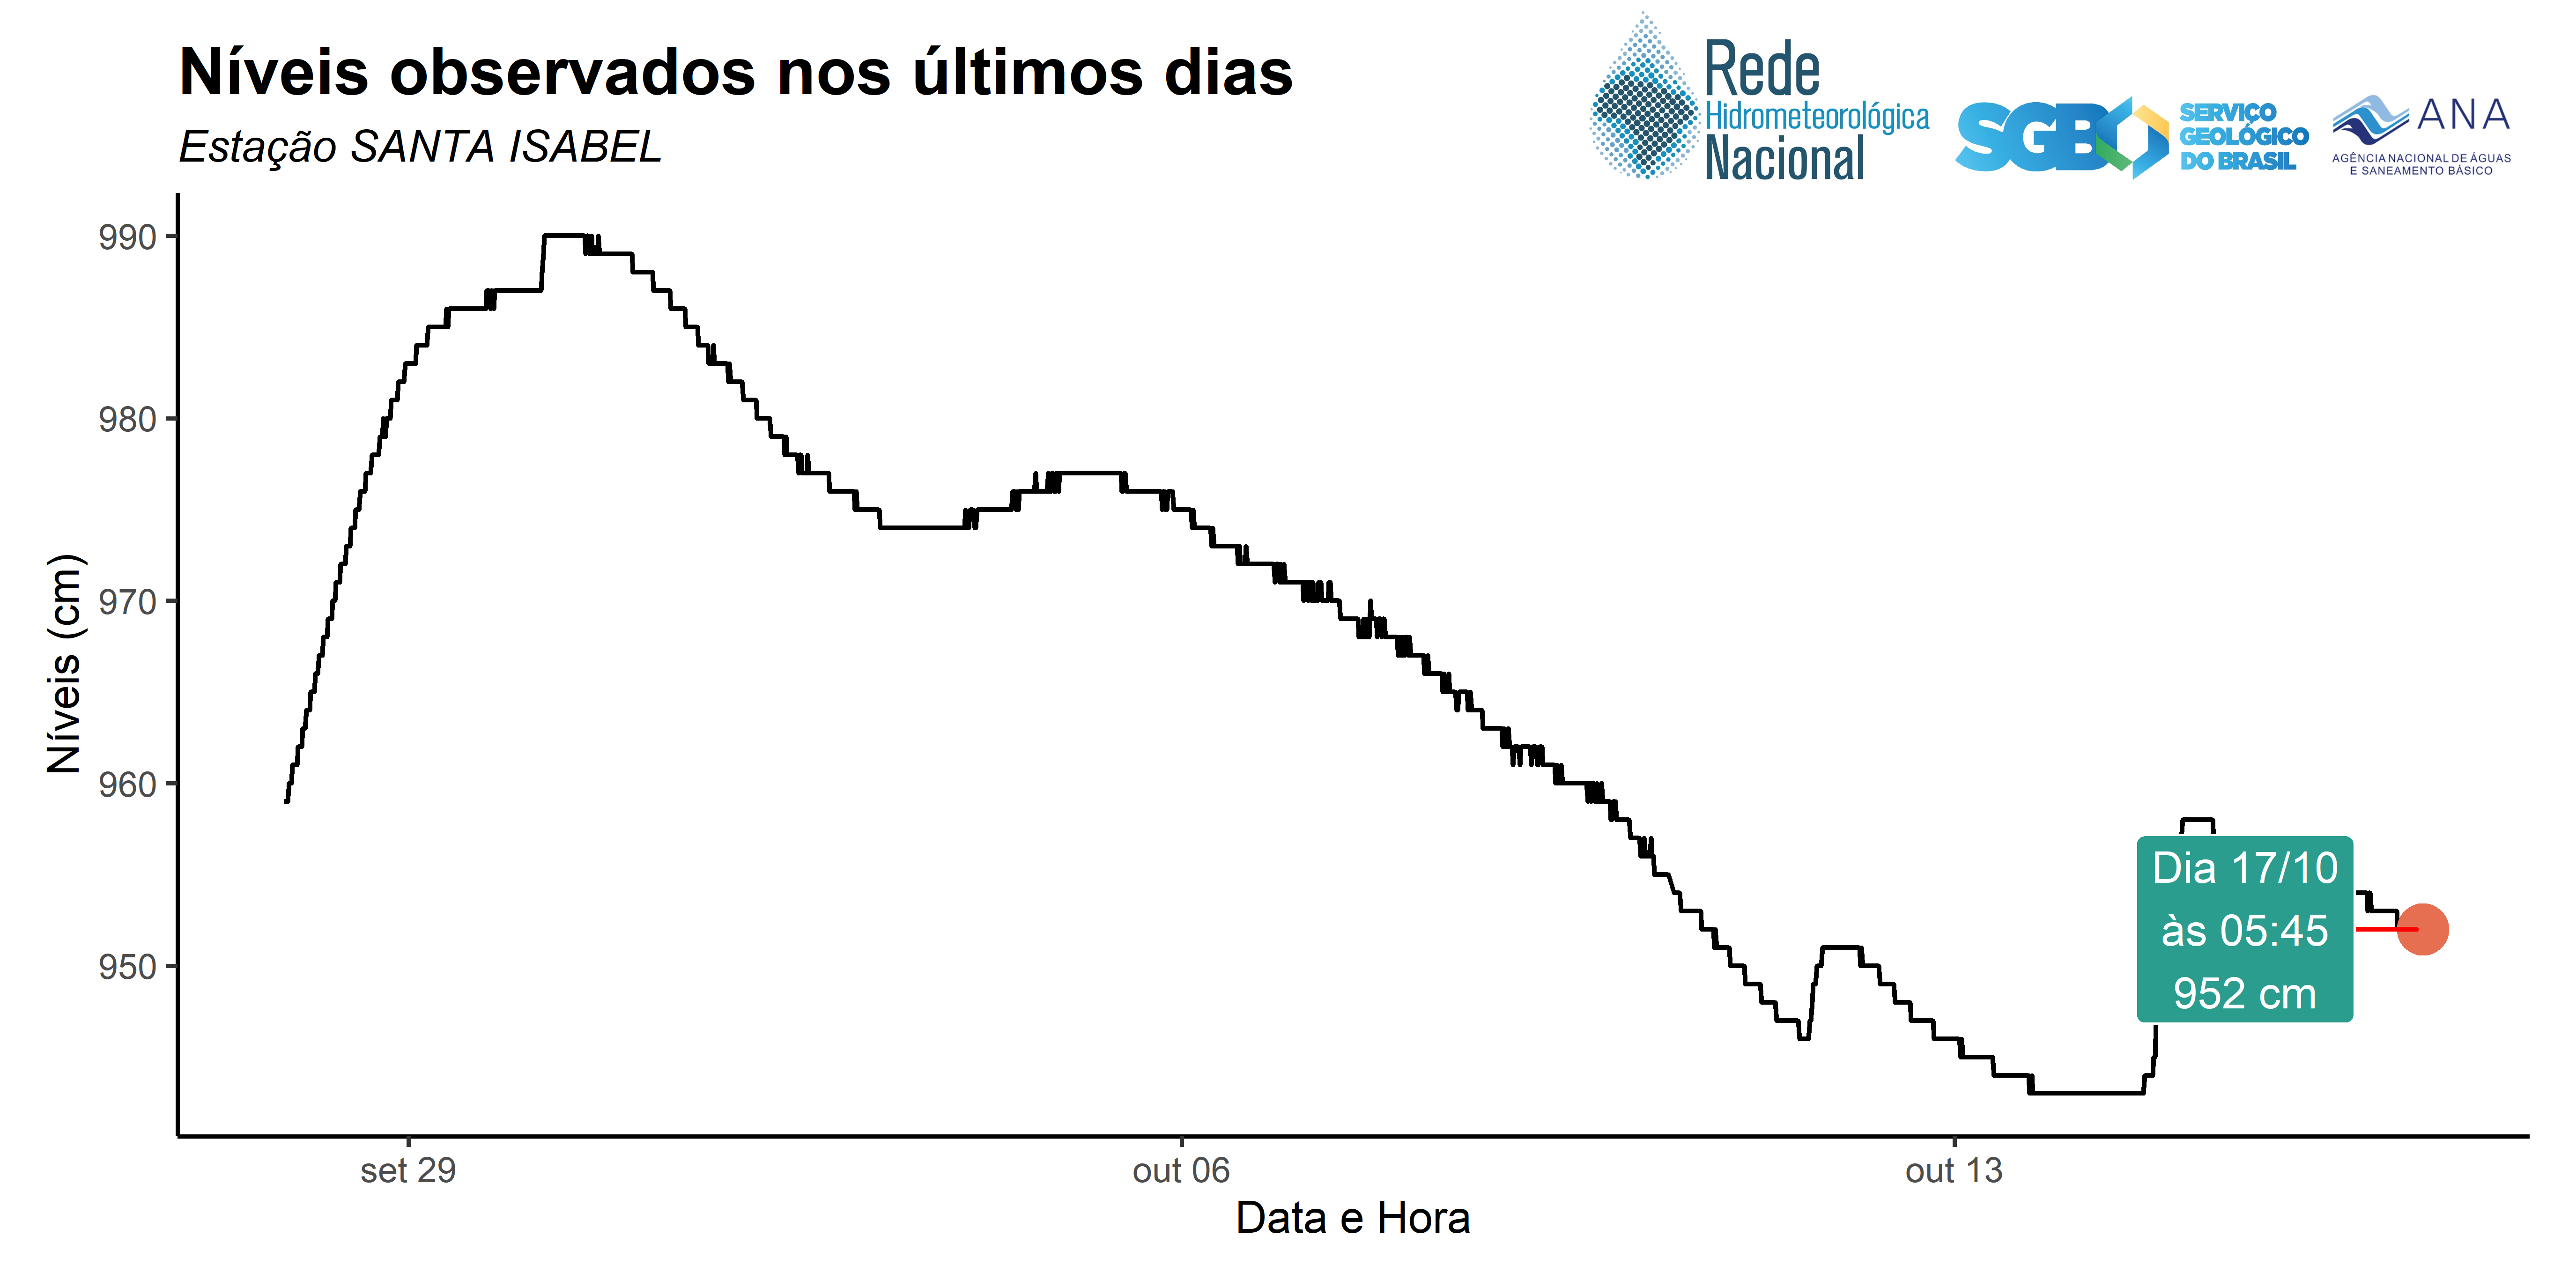 Níveis observados nos últimos dias
Estação SANTA ISABEL
Rede
Hidrometeorológica
Nacional
SGB
SERVIÇO
GEOLÓGICO
DO BRASIL
ANA
AGÊNCIA NACIONAL DE ÁGUAS
E SANEAMENTO BÁSICO
Níveis (cm)
990
980
970
960
950
Dia 17/10
às 05:45
952 cm
set 29
out 06
out 13
Data e Hora